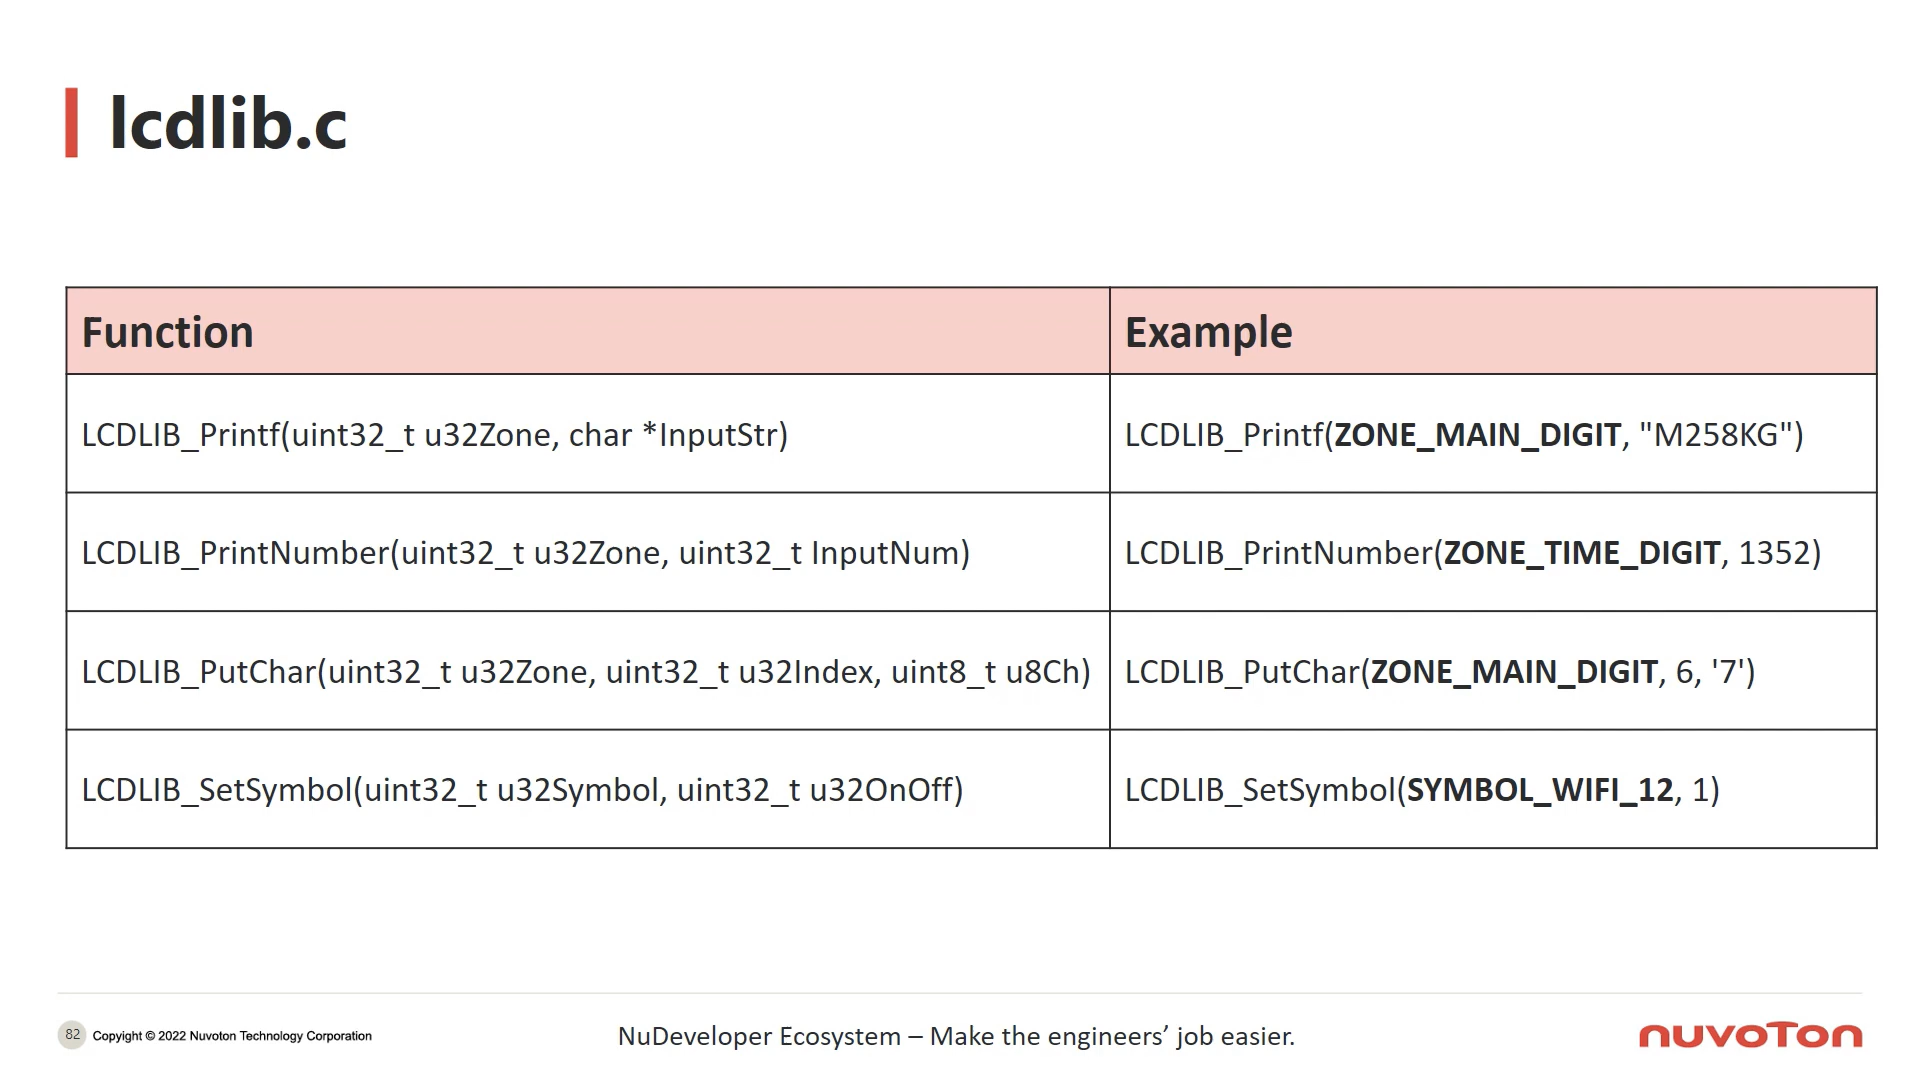 lcdlib.c
Function
Example
LCDLIB_Printf(uint32_t u32Zone, char *InputStr)
LCDLIB_Printf(ZONE_MAIN_DIGIT, "M258KG")
LCDLIB_PrintNumber(uint32_t u32Zone, uint32_t InputNum)
LCDLIB_PrintNumber(ZONE_TIME_DIGIT, 1352)
LCDLIB_PutChar(uint32_t u32Zone, uint32_t u32Index, uint8_t u8Ch)
LCDLIB_PutChar(ZONE_MAIN_DIGIT, 6, '7')
LCDLIB_SetSymbol(uint32_t u32Symbol, uint32_t u32OnOff)
LCDLIB_SetSymbol(SYMBOL_WIFI_12, 1)
82
Copyight © 2022 Nuvoton Technology Corporation
NuDeveloper Ecosystem – Make the engineers’ job easier.
nuvoTon